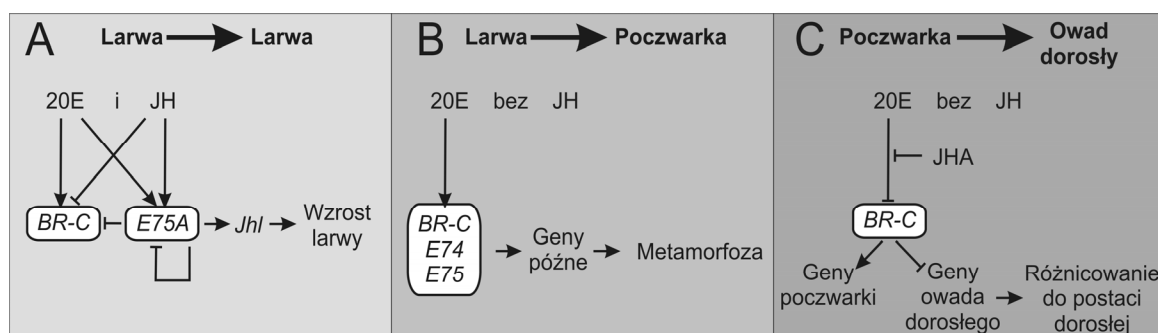 A
Larwa Larwa
20E i JH
BR-C E75A Jhl Wzrost
larwy
B
Larwa Poczwarka
20E bez JH
BR-C
E74
E75
Geny
późne
Metamorfoza
C
Poczwarka Owad
dorosły
20E bez JH
JHA
BR-C
Geny
poczwarki
Geny
owada
dorosłego
Różnicowanie
do postaci
dorosłej